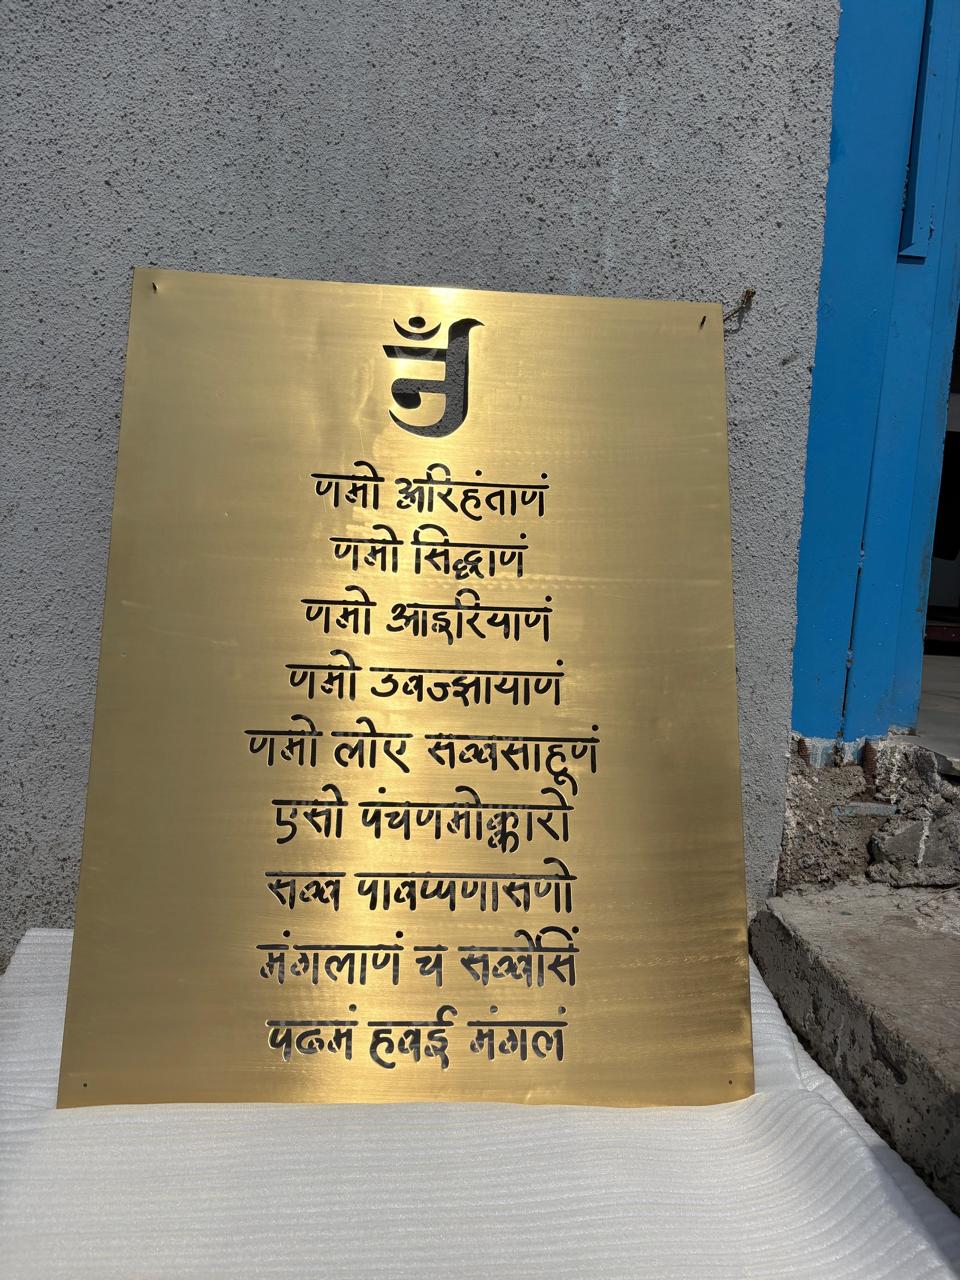 ॐ
णमो अरिहंताणं
णमो सिद्धाणं
णमो आइरियाणं
णमो उवज्झायाणं
णमो लोए सव्वसाहूणं
एसो पंचणमोक्कारो
सव्व पावप्पणासणो
मंगलाणं च सव्वेसिं
पढमं हवई मंगलं